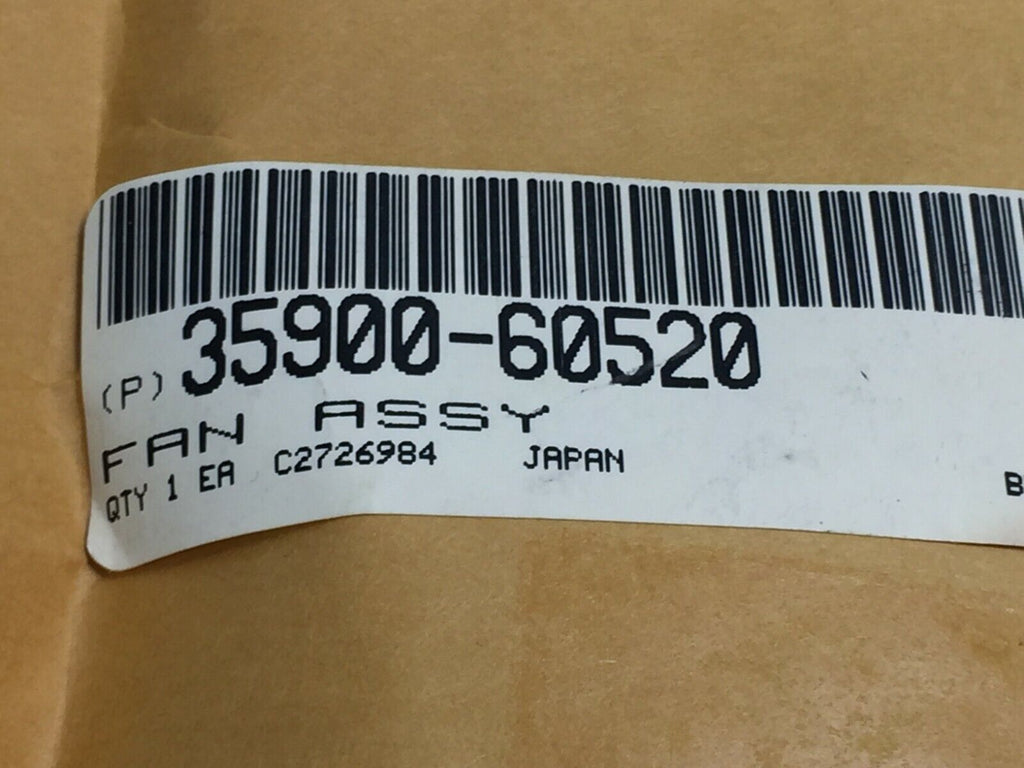 (P) 35900-60520
FAN ASSY
QTY 1 EA C2726984 JAPAN B